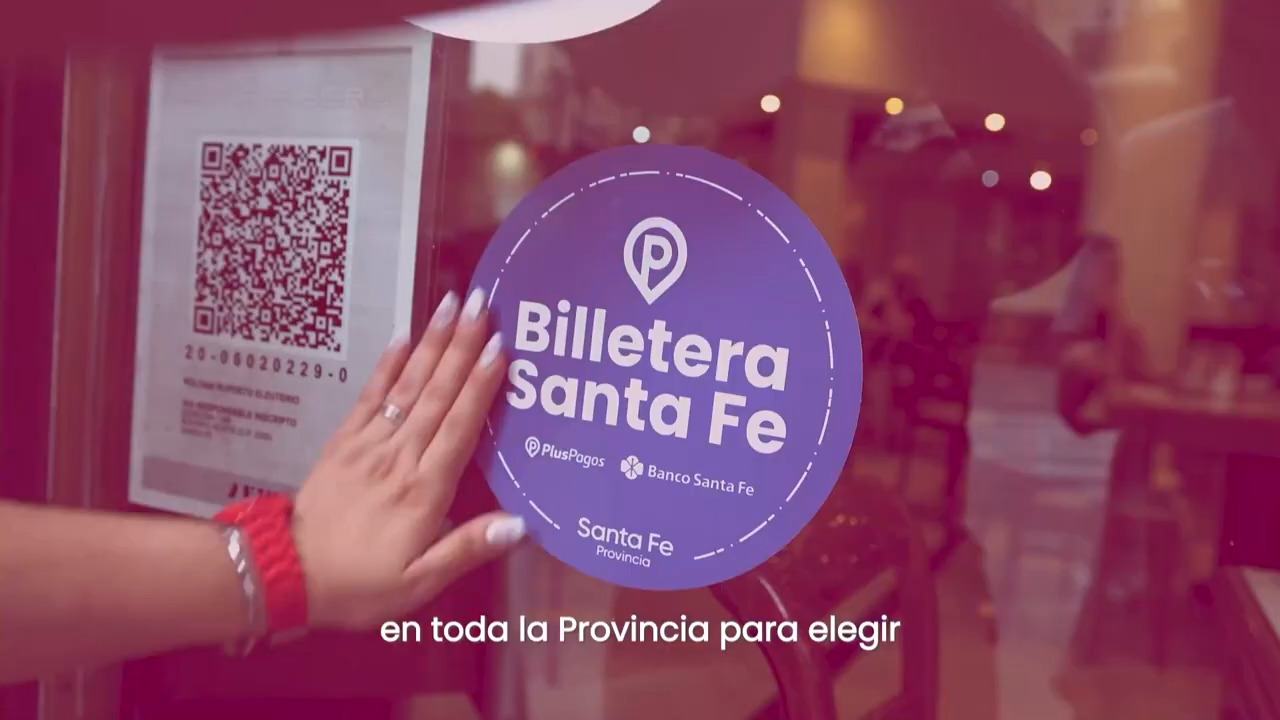 20-06020229-0
Billetera
Santa Fe
PlusPagos
Banco Santa Fe
Santa Fe
Provincia
en toda la Provincia para elegir